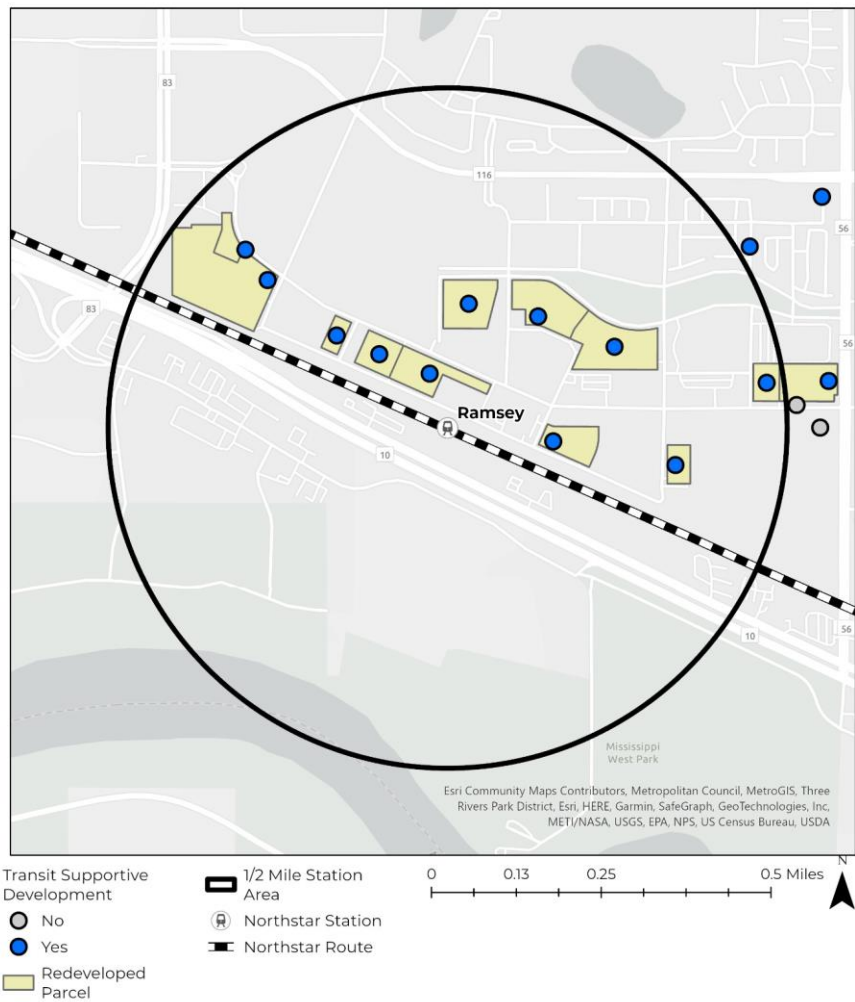 83
116
56
83
56
Ramsey
10
10
56
Mississippi
West Park
Esri Community Maps Contributors, Metropolitan Council, MetroGIS, Three
Rivers Park District, Esri, HERE, Garmin, SafeGraph, GeoTechnologies, Inc,
METI/NASA, USGS, EPA, NPS, US Census Bureau, USDA
Transit Supportive
Development
No
Yes
Redeveloped
Parcel
1/2 Mile Station
Area
Northstar Station
Northstar Route
0 0.13 0.25 0.5 Miles
N